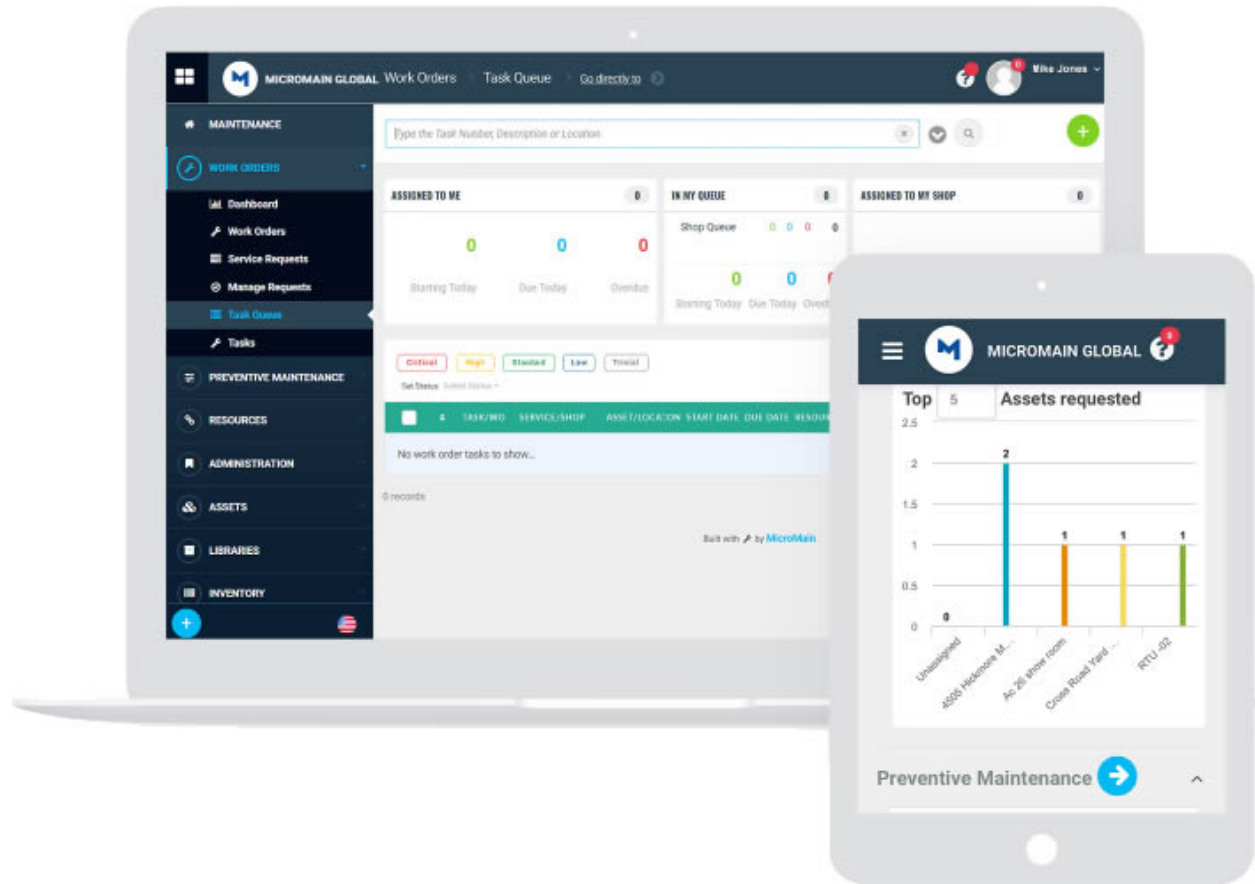 MICROMAIN GLOBAL Work Orders Task Queue Go directly to
Mike Jones
MAINTENANCE
WORK ORDERS
Dashboard
Work Orders
Service Requests
Manage Requests
Task Queue
Tasks
PREVENTIVE MAINTENANCE
RESOURCES
ADMINISTRATION
ASSETS
LIBRARIES
INVENTORY
Type the Task Number, Description or Location
ASSIGNED TO ME 0
0 0 0
Starting Today Due Today Overdue
IN MY QUEUE 0
Shop Queue 0 0 0 0
0 0
Starting Today Due Today
ASSIGNED TO MY SHOP 0
Critical High Standard Low Trivial
Set Status Select Status
# TASK/WO SERVICE/SHOP ASSET/LOCATION START DATE DUE DATE
No work order tasks to show...
0 records
Built with by MicroMain
MICROMAIN GLOBAL
Top 5 Assets requested
2.5
2
1.5
1
0.5
0
0 2 1 1 1
Unassigned
4506 Hickmore M...
Ac 26 show room
Cross Road Yard ...
RTU -02
Preventive Maintenance